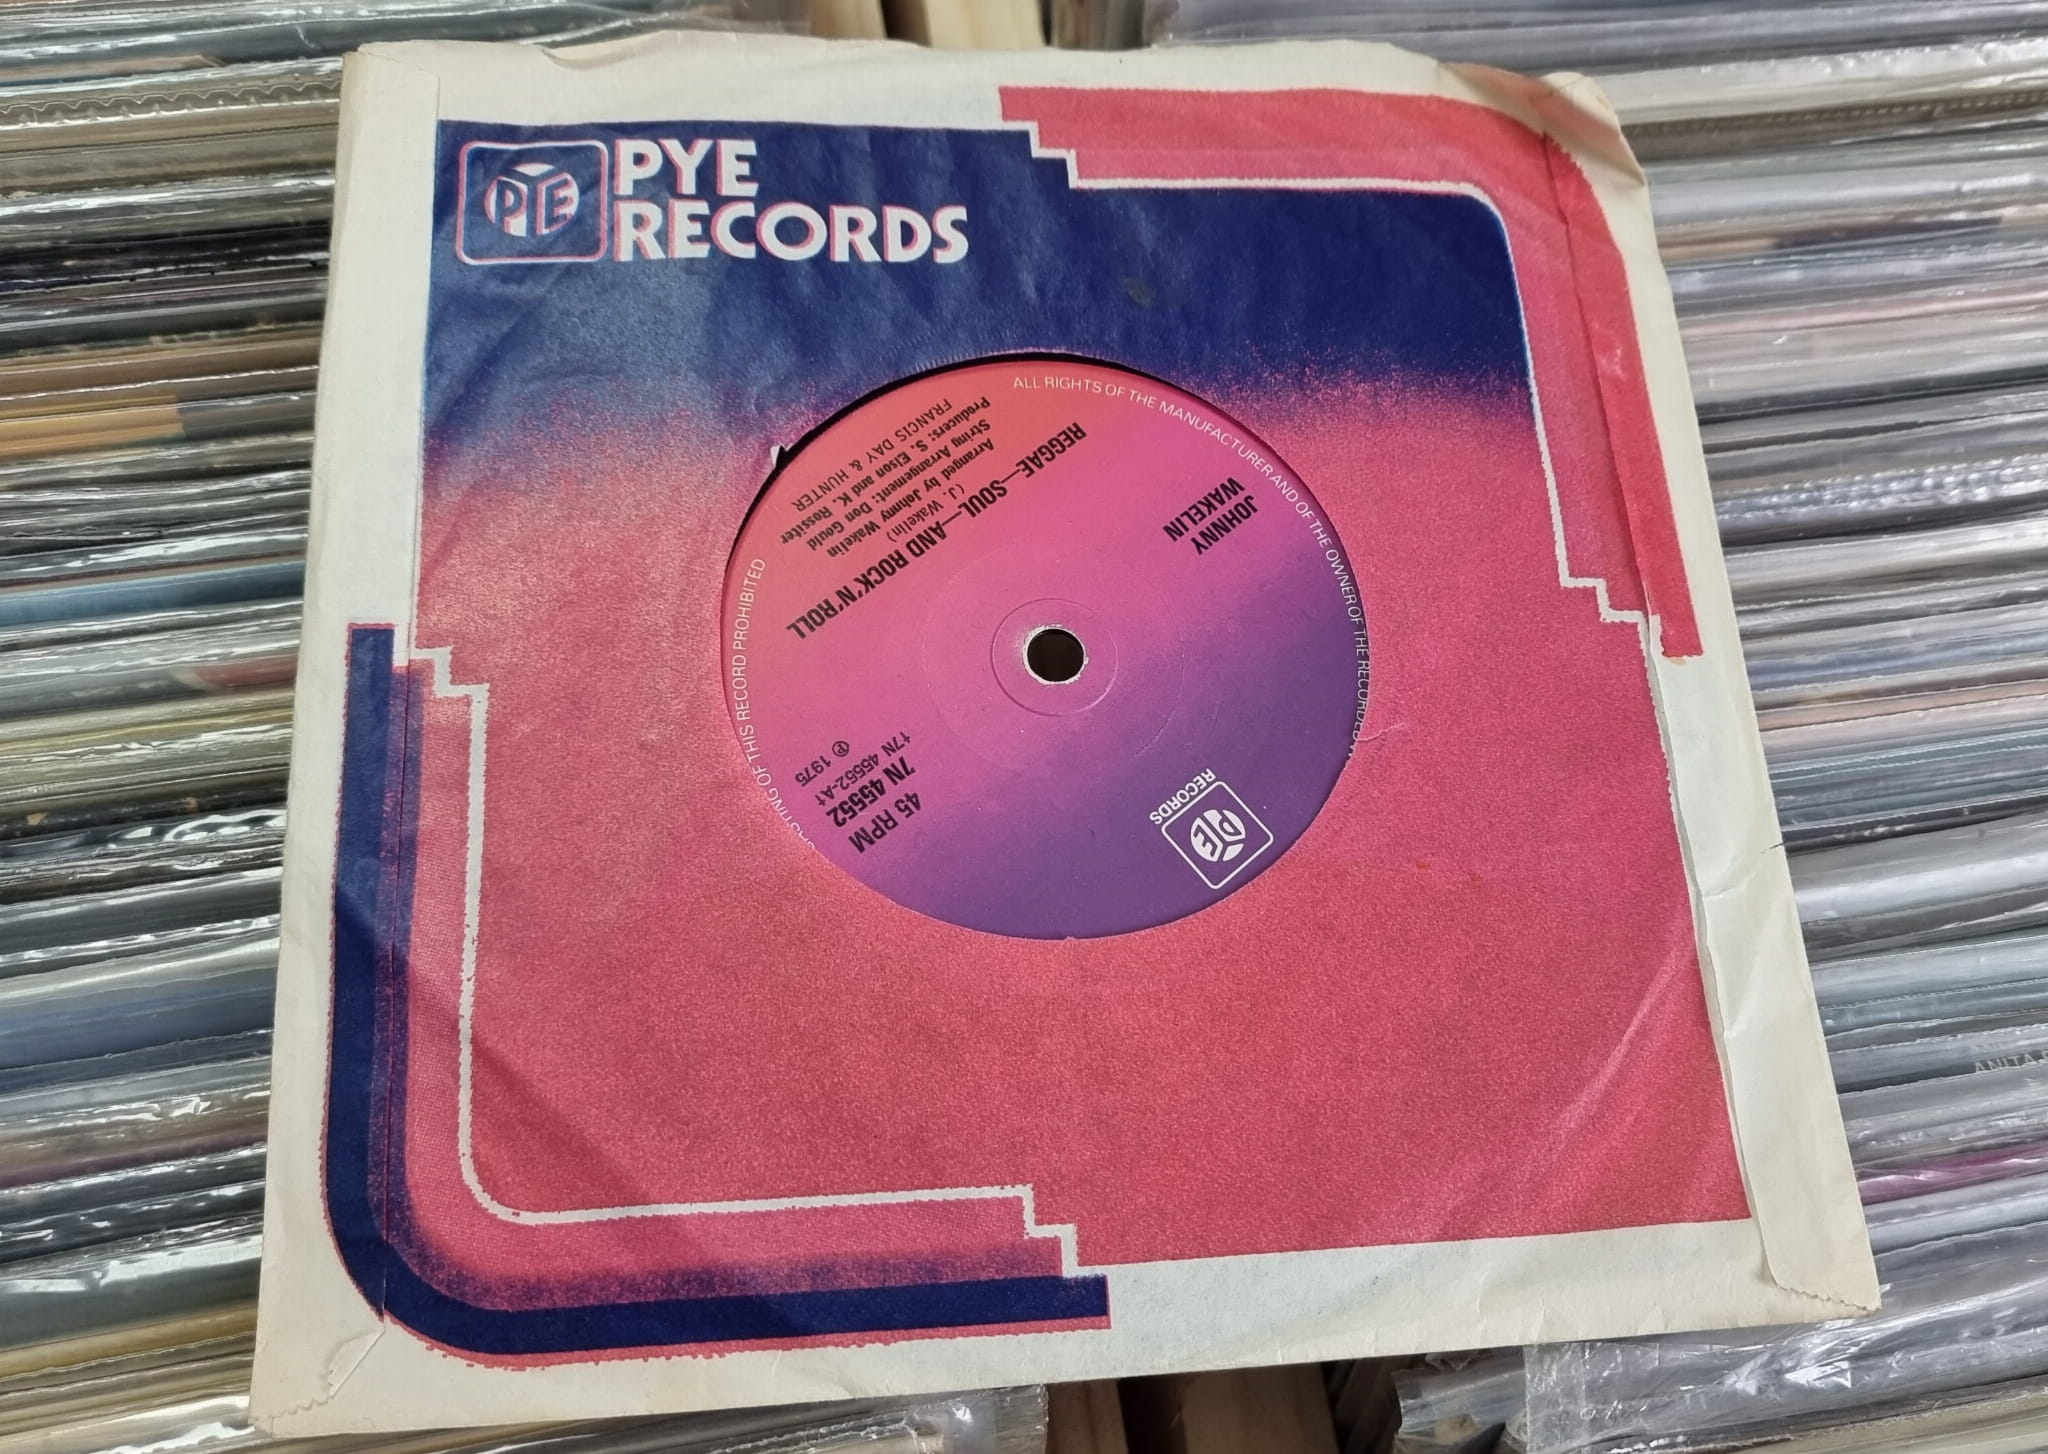 PYE
PYE
RECORDS
ALL RIGHTS OF THE MANUFACTURER AND OF THE OWNER OF THE RECORDED
CASTING OF THIS RECORD PROHIBITED
PYE
RECORDS
45 RPM
7N 45552
†7N 45552-A†
℗ 1975
JOHNNY
WAKELIN
REGGAE—SOUL—AND ROCK 'N' ROLL
(J. Wakelin)
Arranged by Johnny Wakelin
String Arrangement: Don Gould
Producers: S. Elson and K. Rossiter
FRANCIS DAY & HUNTER
ANITA